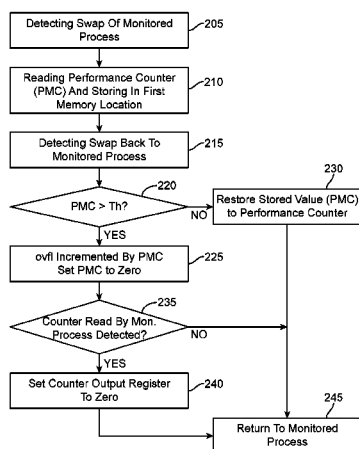 Detecting Swap Of Monitored
Process
205
Reading Performance Counter
(PMC) And Storing In First
Memory Location
210
Detecting Swap Back To
Monitored Process
215
220
PMC > Th?
NO
YES
230
Restore Stored Value (PMC)
to Performance Counter
ovfl Incremented By PMC
Set PMC to Zero
225
235
Counter Read By Mon.
Process Detected?
NO
YES
Set Counter Output Register
To Zero
240
245
Return To Monitored
Process